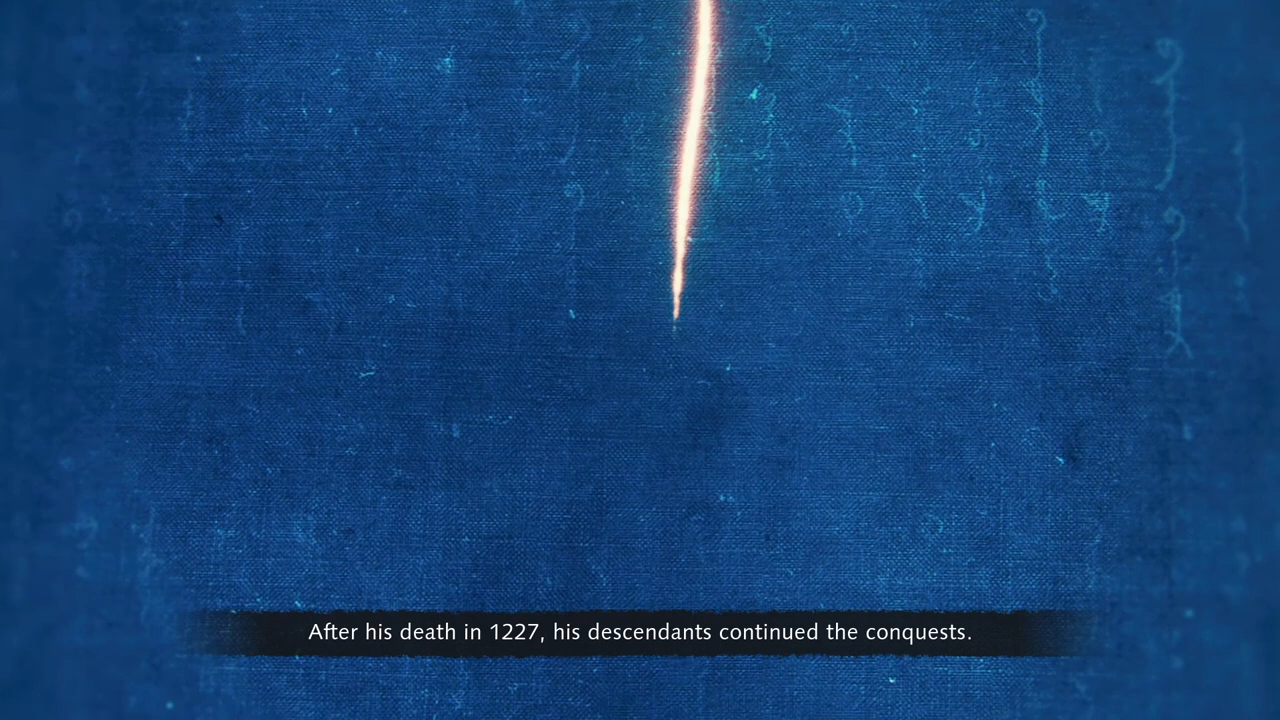 After his death in 1227, his descendants continued the conquests.